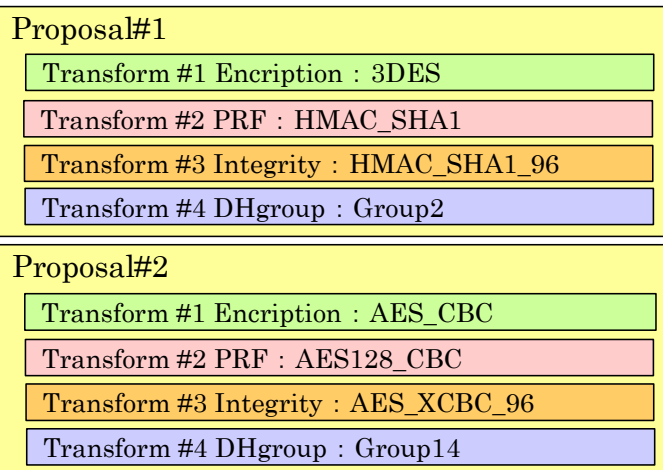 Proposal#1
Transform #1 Encription : 3DES
Transform #2 PRF : HMAC_SHA1
Transform #3 Integrity : HMAC_SHA1_96
Transform #4 DHgroup : Group2
Proposal#2
Transform #1 Encription : AES_CBC
Transform #2 PRF : AES128_CBC
Transform #3 Integrity : AES_XCBC_96
Transform #4 DHgroup : Group14